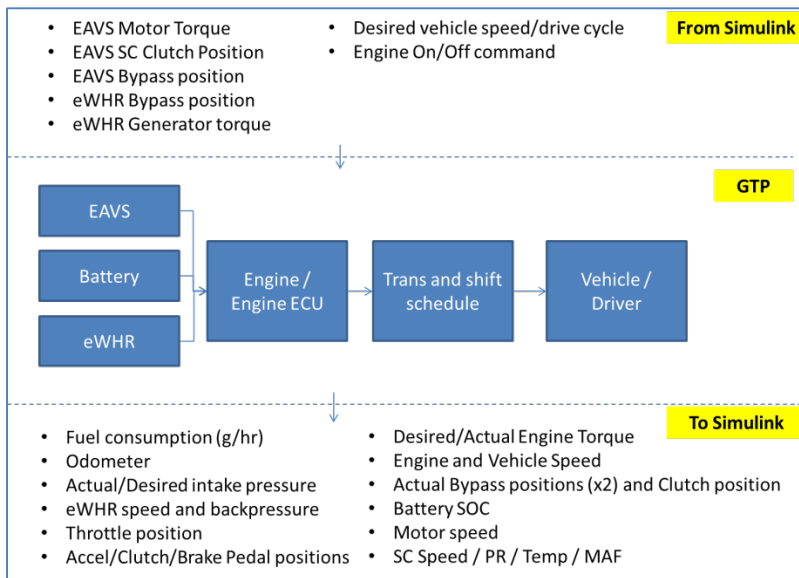 • EAVS Motor Torque
• EAVS SC Clutch Position
• EAVS Bypass position
• eWHR Bypass position
• eWHR Generator torque
• Desired vehicle speed/drive cycle
• Engine On/Off command
From Simulink
GTP
EAVS
Battery
eWHR
Engine /
Engine ECU
Trans and shift
schedule
Vehicle /
Driver
To Simulink
• Fuel consumption (g/hr)
• Odometer
• Actual/Desired intake pressure
• eWHR speed and backpressure
• Throttle position
• Accel/Clutch/Brake Pedal positions
• Desired/Actual Engine Torque
• Engine and Vehicle Speed
• Actual Bypass positions (x2) and Clutch position
• Battery SOC
• Motor speed
• SC Speed / PR / Temp / MAF